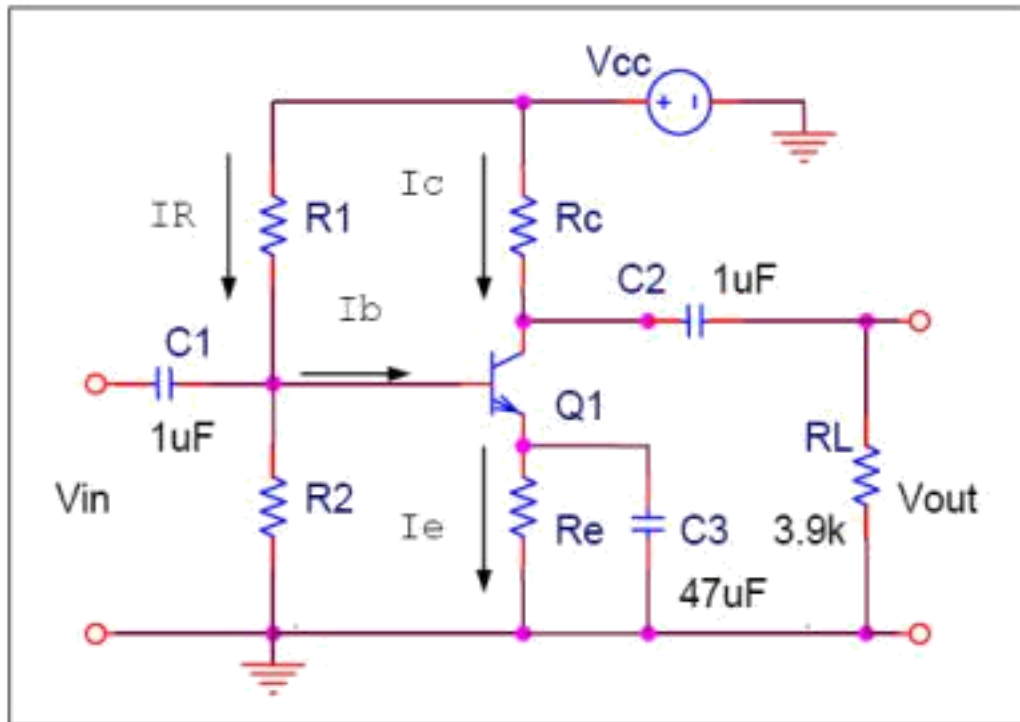 Vcc
IR
R1
Ic
Rc
C2
1uF
Ib
C1
1uF
Q1
RL
3.9k
Vin
R2
Ie
Re
C3
47uF
Vout
+
-